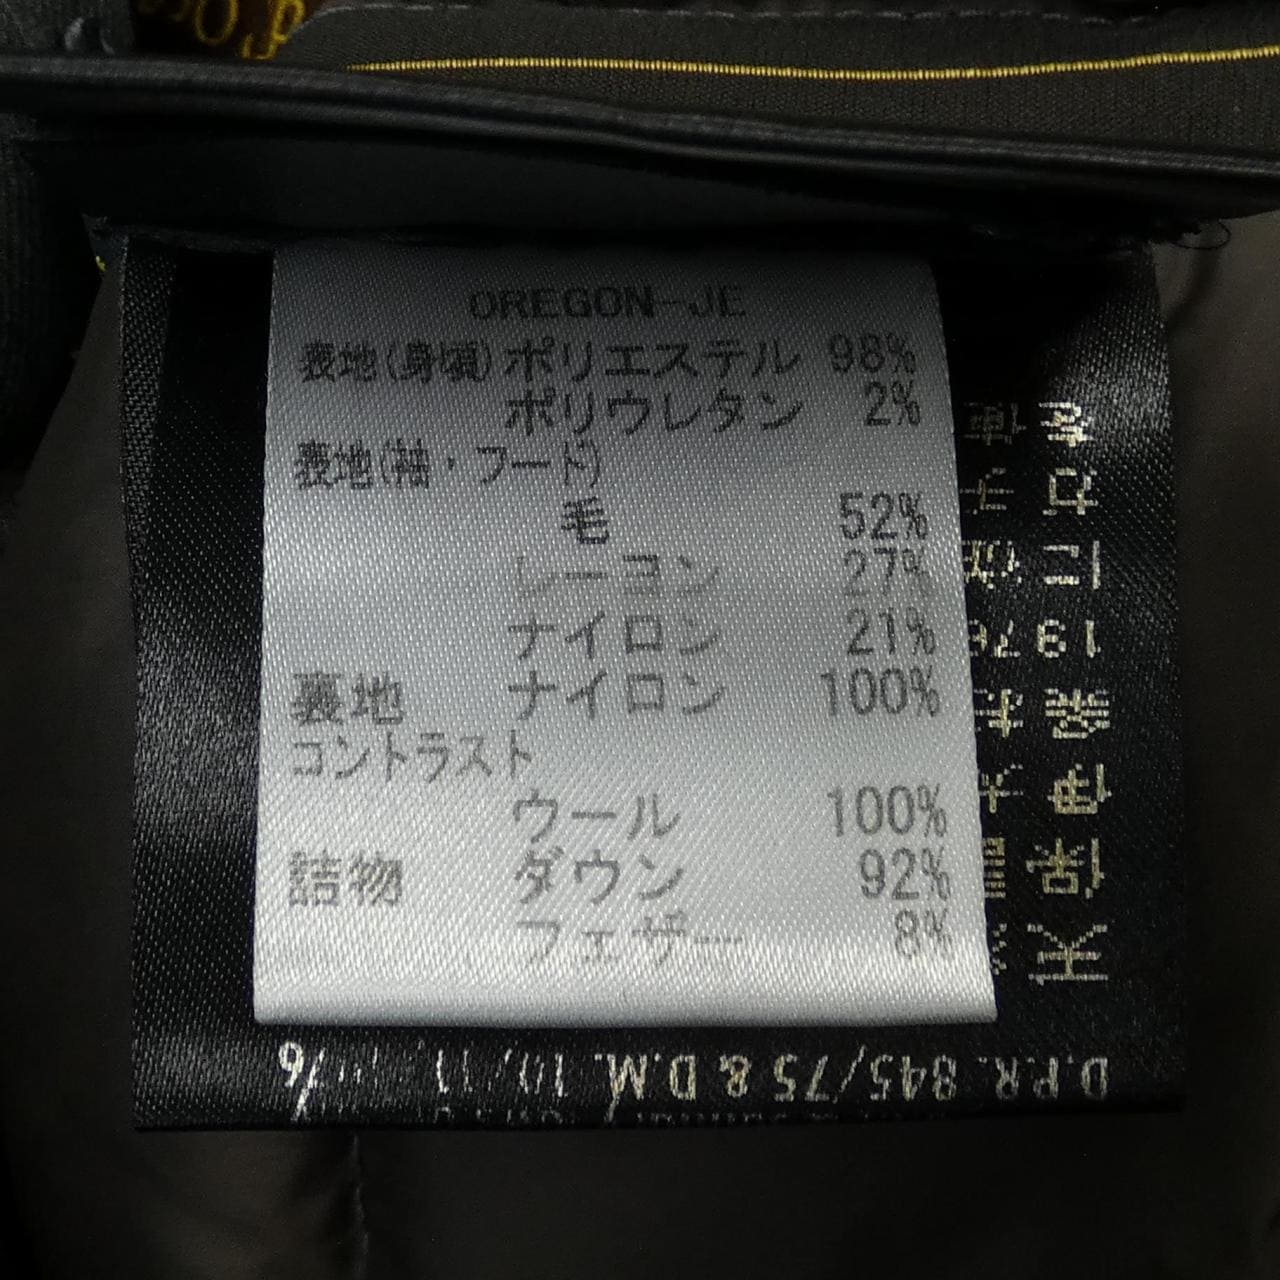 OREGON-JE
表地(身頃) ポリエステル 98%
ポリウレタン 2%
表地(袖・フード)
毛 52%
レーヨン 27%
ナイロン 21%
裏地 ナイロン 100%
コントラスト
ウール 100%
詰物 ダウン 92%
フェザー 8%
D.P.R. 845/75 & D.M. 10/11